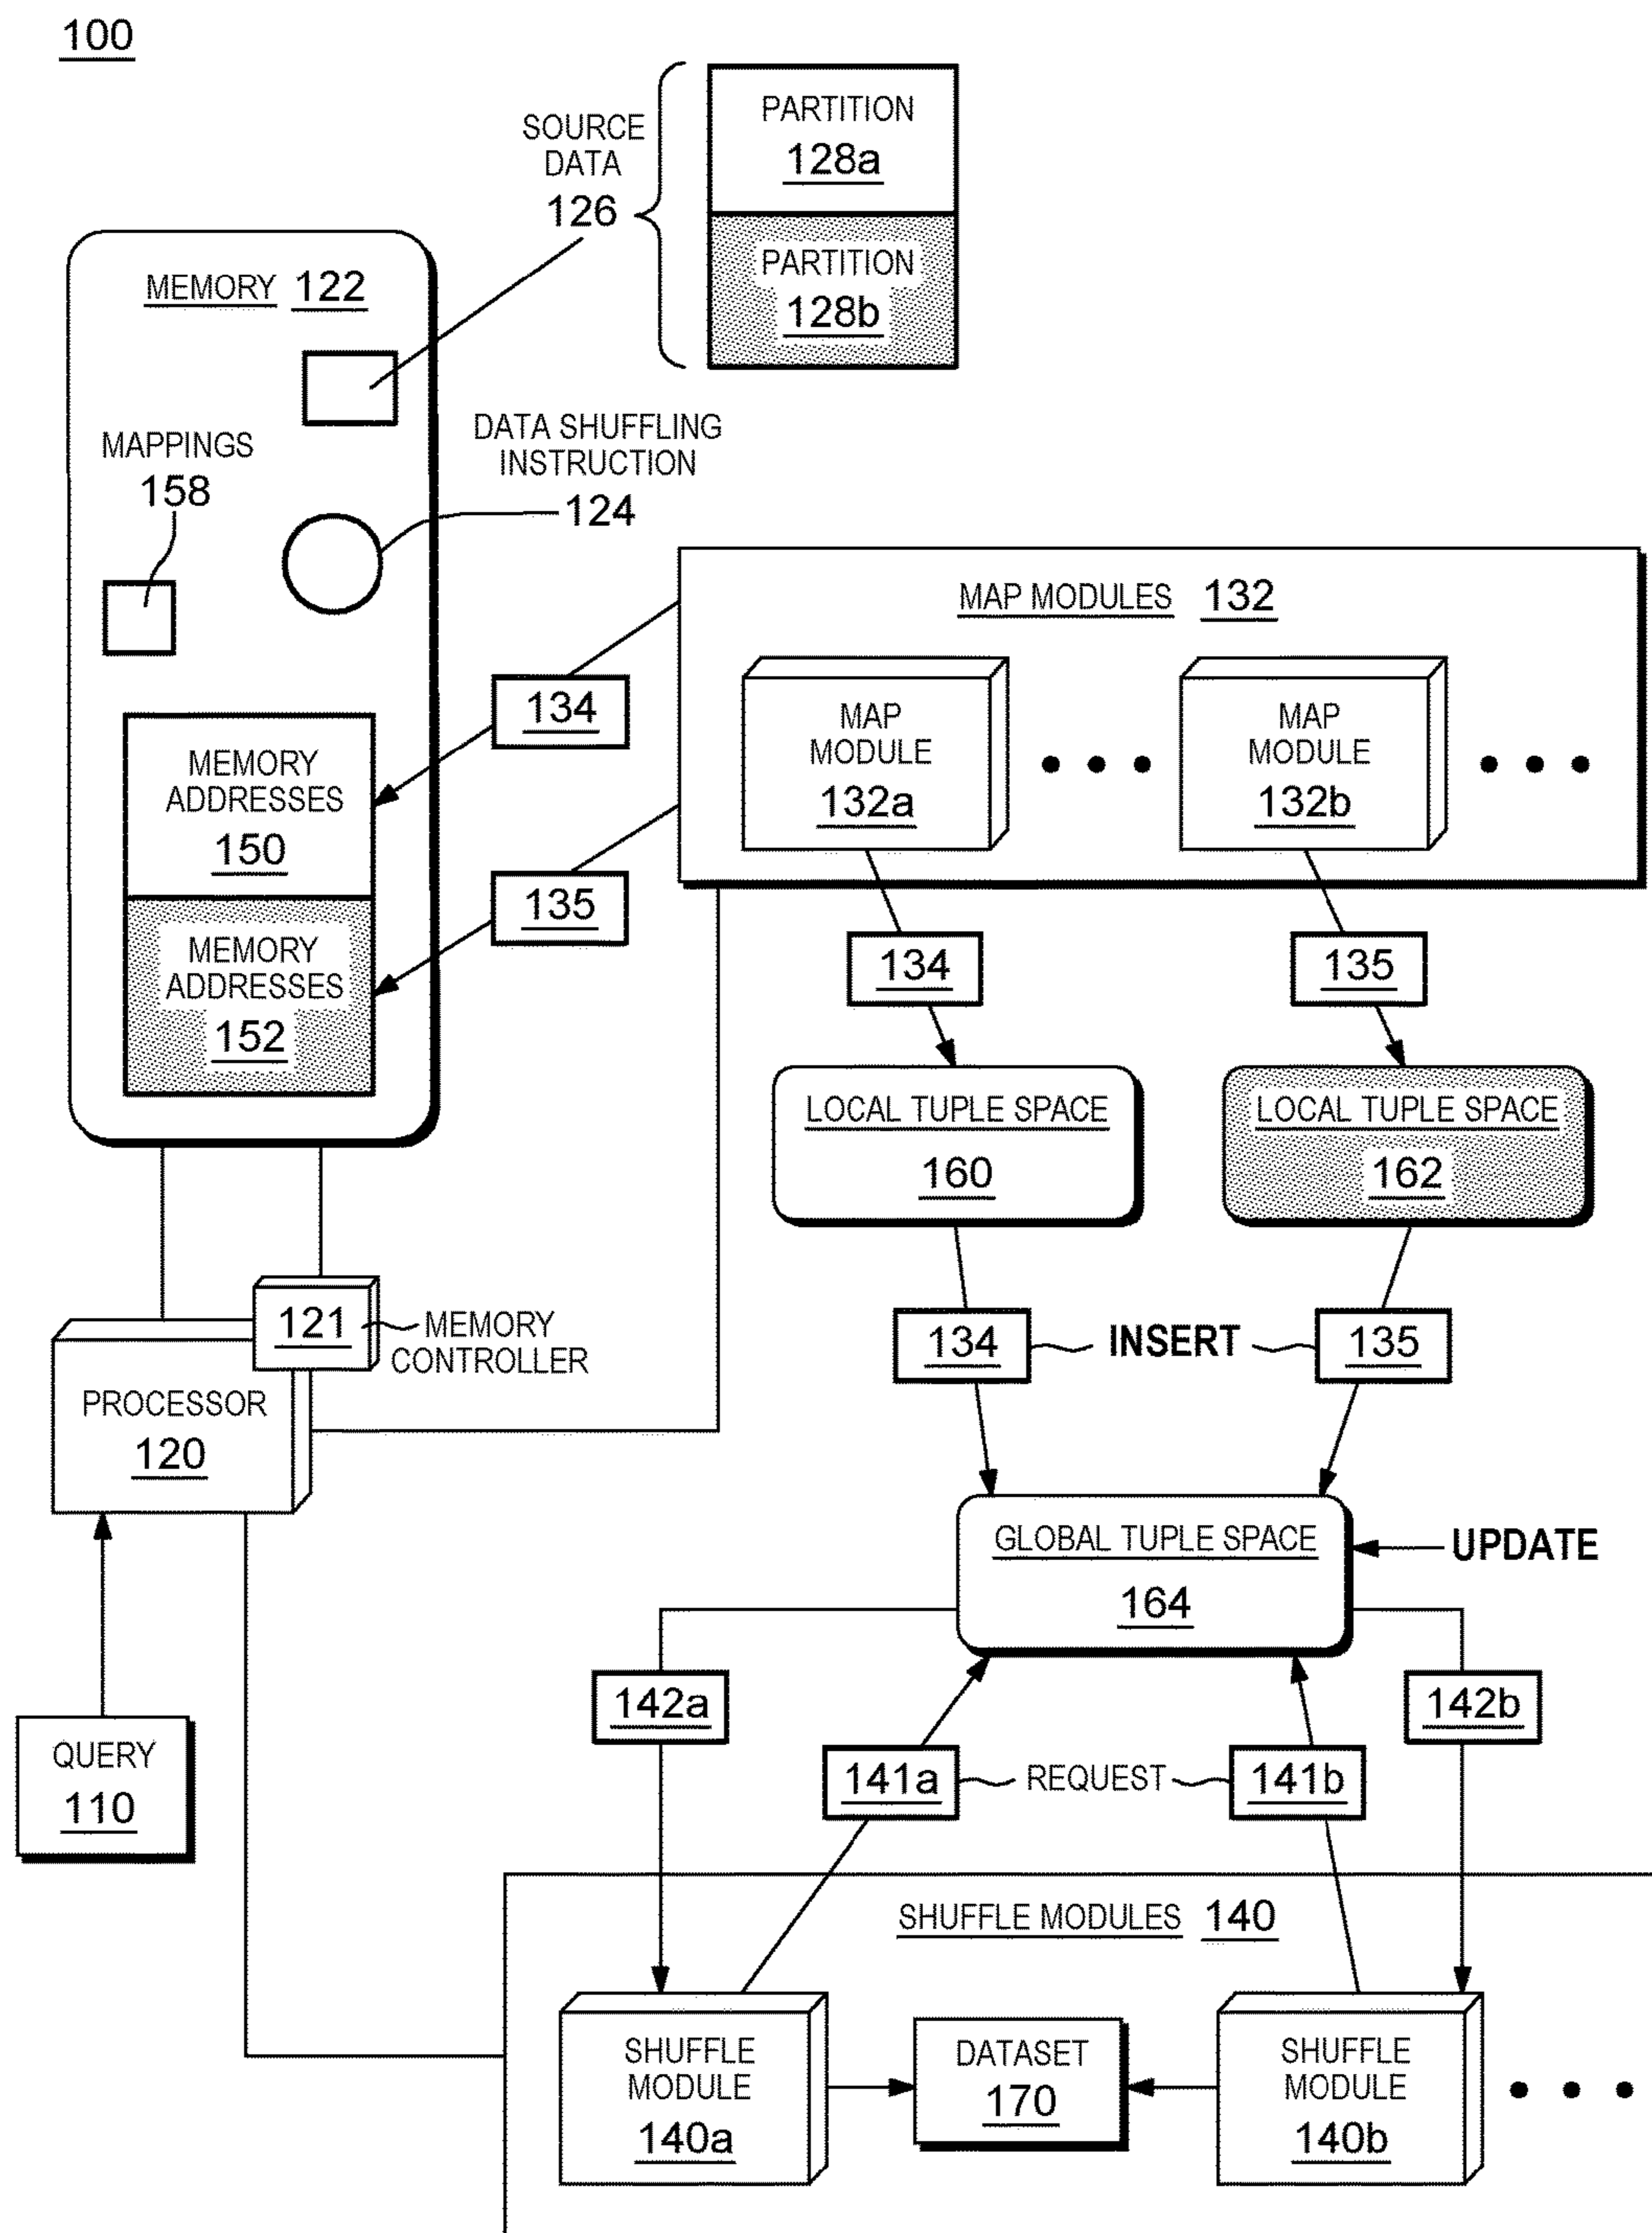 100
SOURCE
DATA
126
PARTITION
128a
PARTITION
128b
MEMORY 122
MAPPINGS
158
DATA SHUFFLING
INSTRUCTION
124
MEMORY
ADDRESSES
150
MEMORY
ADDRESSES
152
134
135
MAP MODULES 132
MAP
MODULE
132a
MAP
MODULE
132b
134
135
LOCAL TUPLE SPACE
160
LOCAL TUPLE SPACE
162
121
MEMORY
CONTROLLER
PROCESSOR
120
134
INSERT
135
GLOBAL TUPLE SPACE
164
UPDATE
142a
142b
141a
REQUEST
141b
QUERY
110
SHUFFLE MODULES 140
SHUFFLE
MODULE
140a
DATASET
170
SHUFFLE
MODULE
140b